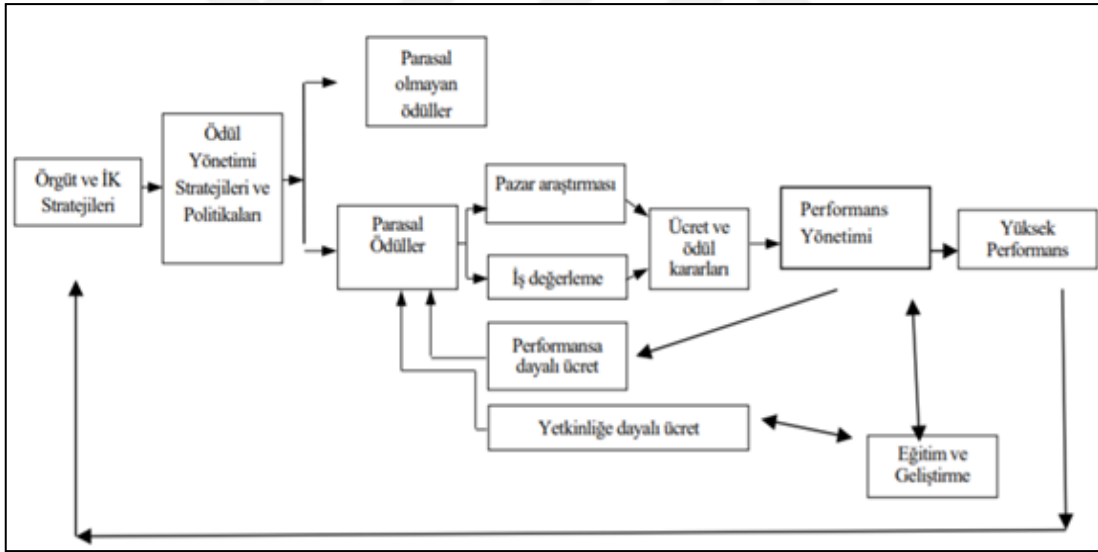 Parasal
olmayan
ödüller
Ödül
Yönetimi
Stratejileri ve
Politikaları
Örgüt ve İK
Stratejileri
Parasal
Ödüller
Pazar araştırması
İş değerleme
Ücret ve
ödül
kararları
Performans
Yönetimi
Yüksek
Performans
Performansa
dayalı ücret
Yetkinliğe dayalı ücret
Eğitim ve
Geliştirme